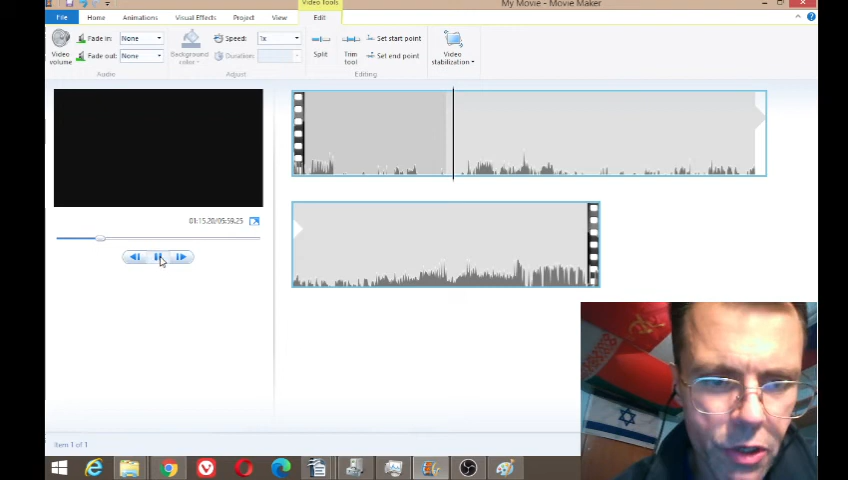 Video Tools
My Movie - Movie Maker
File Home Animations Visual Effects Project View Edit
Video volume
Fade in: None
Fade out: None
Audio
Background color
Speed: 1x
Duration:
Adjust
Split
Trim tool
Set start point
Set end point
Editing
Video stabilization
01:15.20/05:59.25
Item 1 of 1